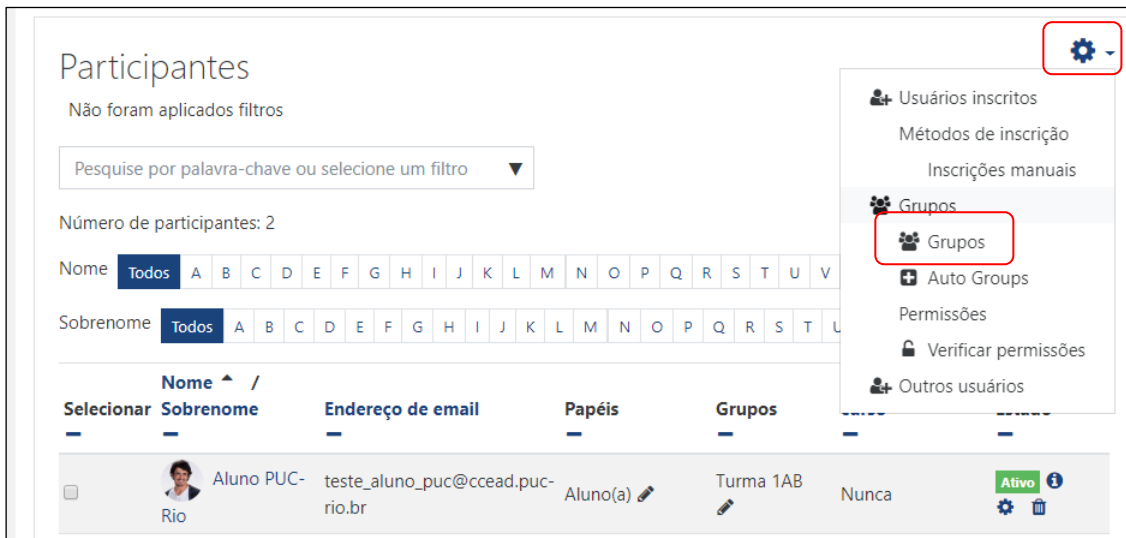 Participantes
Não foram aplicados filtros
Pesquise por palavra-chave ou selecione um filtro ▼
Número de participantes: 2
Nome Todos A B C D E F G H I J K L M N O P Q R S T U V
Sobrenome Todos A B C D E F G H I J K L M N O P Q R S T
Usuários inscritos
Métodos de inscrição
Inscrições manuais
Grupos
Grupos
Auto Groups
Permissões
Verificar permissões
Outros usuários
Selecionar
Nome /
Sobrenome
Endereço de email
Papéis
Grupos
Aluno PUC-
Rio
teste_aluno_puc@ccead.puc-
rio.br
Aluno(a)
Turma 1AB
Nunca
Ativo